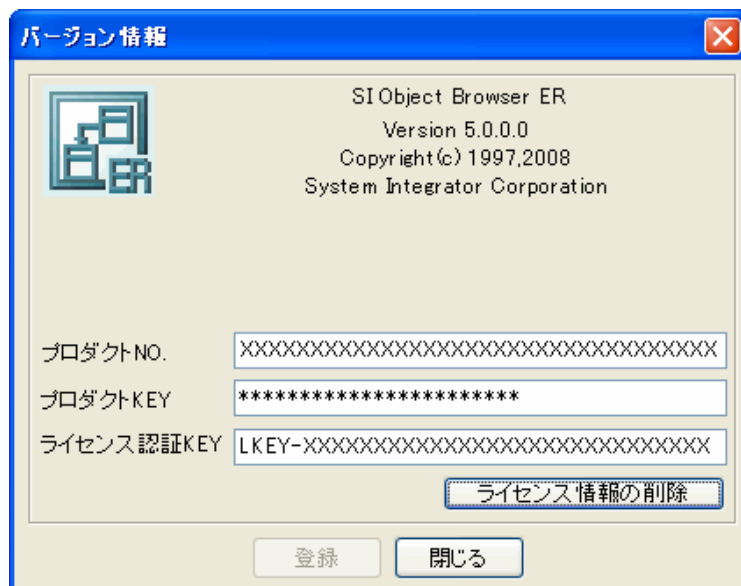 バージョン情報
SI Object Browser ER
Version 5.0.0.0
Copyright(c) 1997,2008
System Integrator Corporation
ER
プロダクトNO. XXXXXXXXXXXXXXXXXXXXXXXXXXXXXXXXXX
プロダクトKEY ***********************
ライセンス認証KEY LKEY-XXXXXXXXXXXXXXXXXXXXXXXXXXXXX
ライセンス情報の削除
登録 閉じる